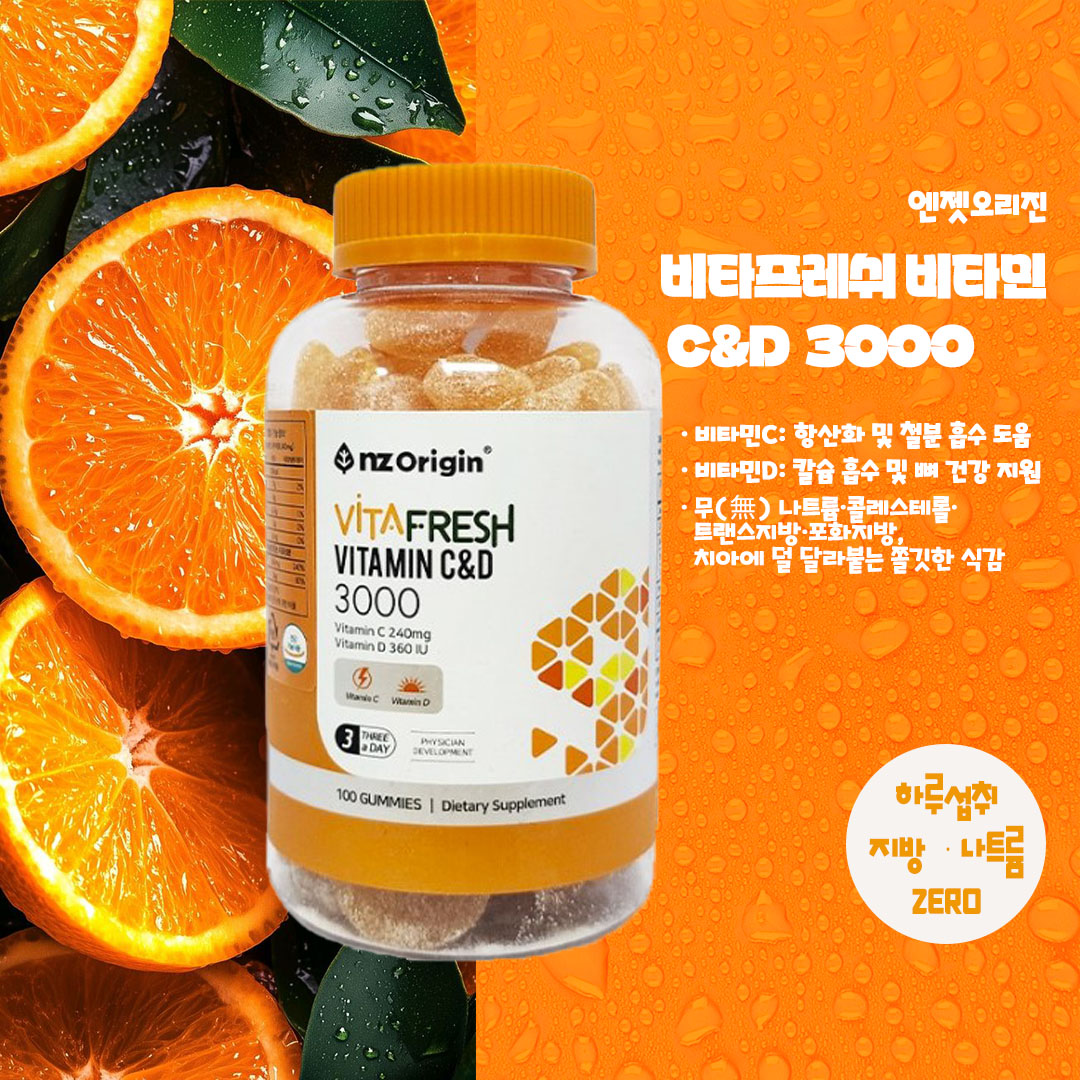 엔젯오리진
비타프레쉬 비타민
C&D 3000
· 비타민C: 항산화 및 철분 흡수 도움
· 비타민D: 칼슘 흡수 및 뼈 건강 지원
· 무(無) 나트륨·콜레스테롤·
트랜스지방·포화지방,
치아에 덜 달라붙는 쫄깃한 식감
하루섭취
지방 · 나트륨
ZERO
nz Origin®
VITAFRESH
VITAMIN C&D
3000
Vitamin C 240mg
Vitamin D 360 IU
Vitamin C Vitamin D
3 THREE a DAY
PHYSICIAN
DEVELOPMENT
100 GUMMIES | Dietary Supplement